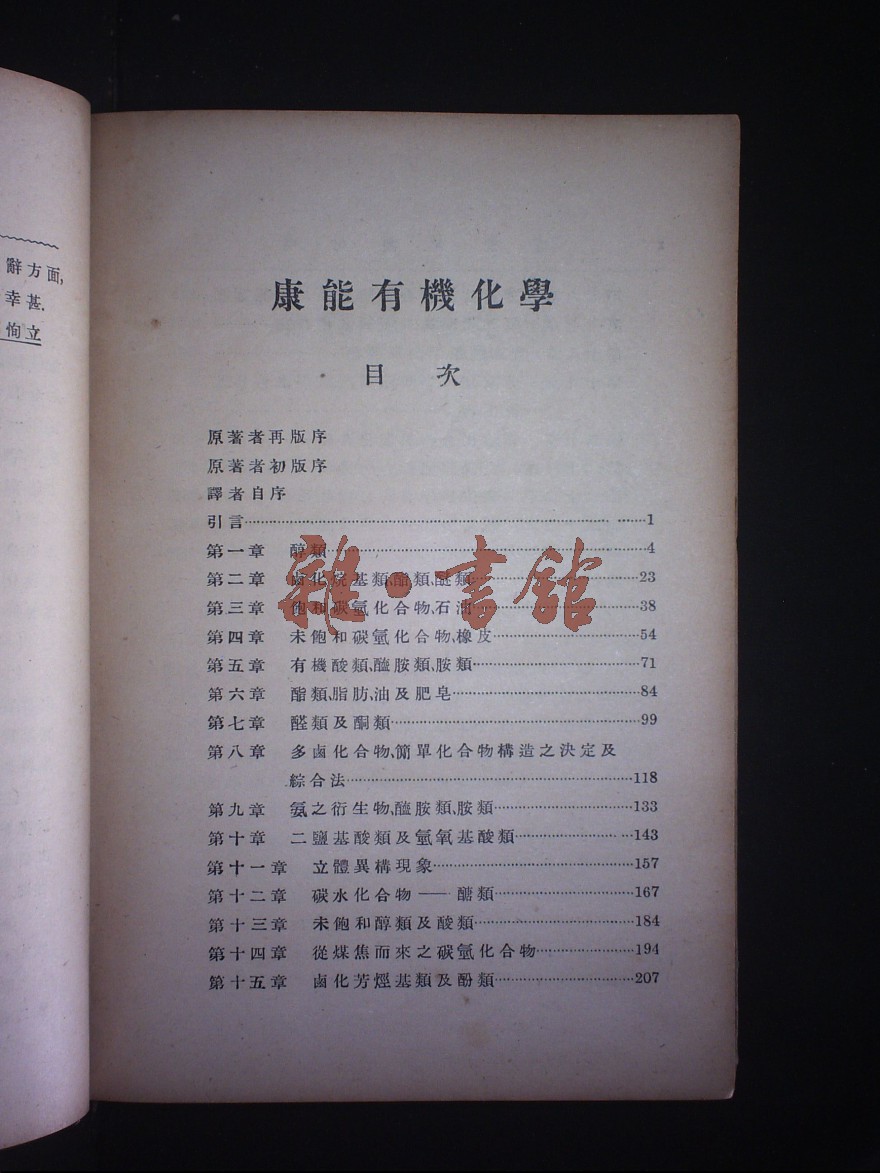 辭方面,
幸甚.
恂立
康能有機化學
目 次
原著者再版序
原著者初版序
譯者自序
引言……1
第一章 醇類……4
第二章 鹵化烷基類、酯類、醚類……23
第三章 飽和碳氫化合物、石油……38
第四章 未飽和碳氫化合物、橡皮……54
第五章 有機酸類、醯胺類、胺類……71
第六章 酯類、脂肪、油及肥皂……84
第七章 醛類及酮類……99
第八章 多鹵化合物、簡單化合物構造之決定及
綜合法……118
第九章 氨之衍生物、醯胺類、胺類……133
第十章 二鹽基酸類及氫氧基酸類……143
第十一章 立體異構現象……157
第十二章 碳水化合物——醣類……167
第十三章 未飽和醇類及酸類……184
第十四章 從煤焦而來之碳氫化合物……194
第十五章 鹵化芳烴基類及酚類……207
雜·書館